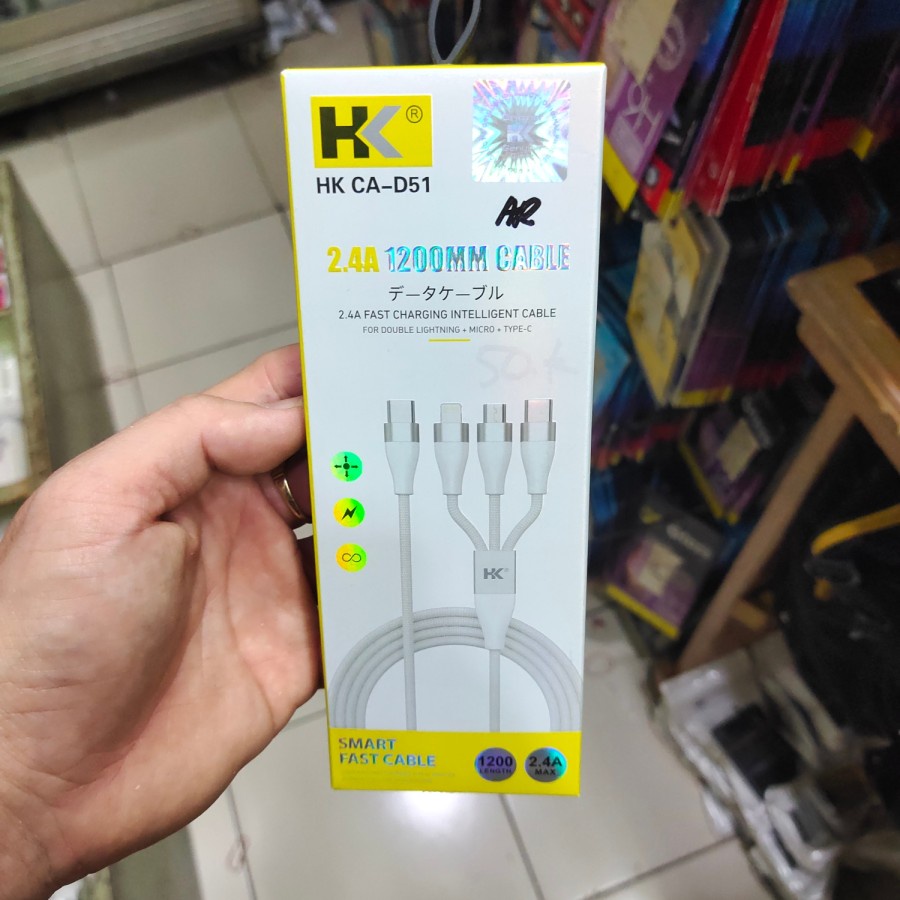 HK®
HK CA-D51
AR
2.4A 1200MM CABLE
データケーブル
2.4A FAST CHARGING INTELLIGENT CABLE
FOR DOUBLE LIGHTNING + MICRO + TYPE-C
50.k
HK®
SMART
FAST CABLE
1200
LENGTH
2.4A
MAX